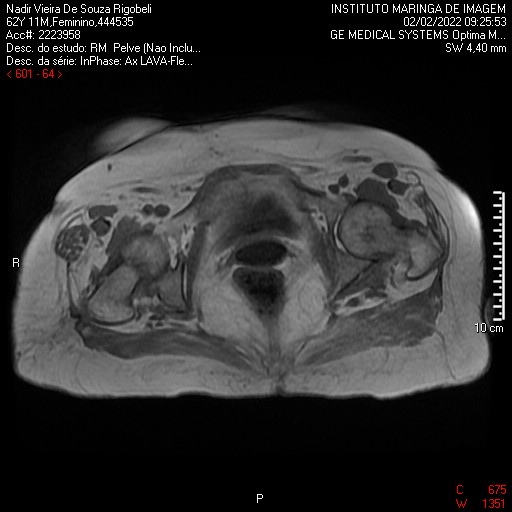 Nadir Vieira De Souza Rigobeli
62Y 11M,Feminino,444535
Acc#: 2223958
Desc. do estudo: RM  Pelve (Nao Inclu...
Desc. da série: InPhase: Ax LAVA-Fle...
< 601 - 64 >
INSTITUTO MARINGA DE IMAGEM
02/02/2022 09:25:53
GE MEDICAL SYSTEMS Optima M...
SW 4,40 mm
R
10 cm
P
C 675
W 1351